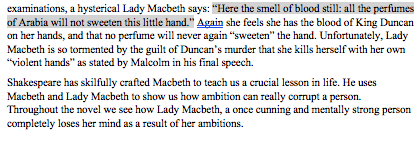 examinations, a hysterical Lady Macbeth says: “Here the smell of blood still: all the perfumes
of Arabia will not sweeten this little hand.” Again she feels she has the blood of King Duncan
on her hands, and that no perfume will never again “sweeten” the hand. Unfortunately, Lady
Macbeth is so tormented by the guilt of Duncan’s murder that she kills herself with her own
“violent hands” as stated by Malcolm in his final speech.
Shakespeare has skilfully crafted Macbeth to teach us a crucial lesson in life. He uses
Macbeth and Lady Macbeth to show us how ambition can really corrupt a person.
Throughout the novel we see how Lady Macbeth, a once cunning and mentally strong person
completely loses her mind as a result of her ambitions.